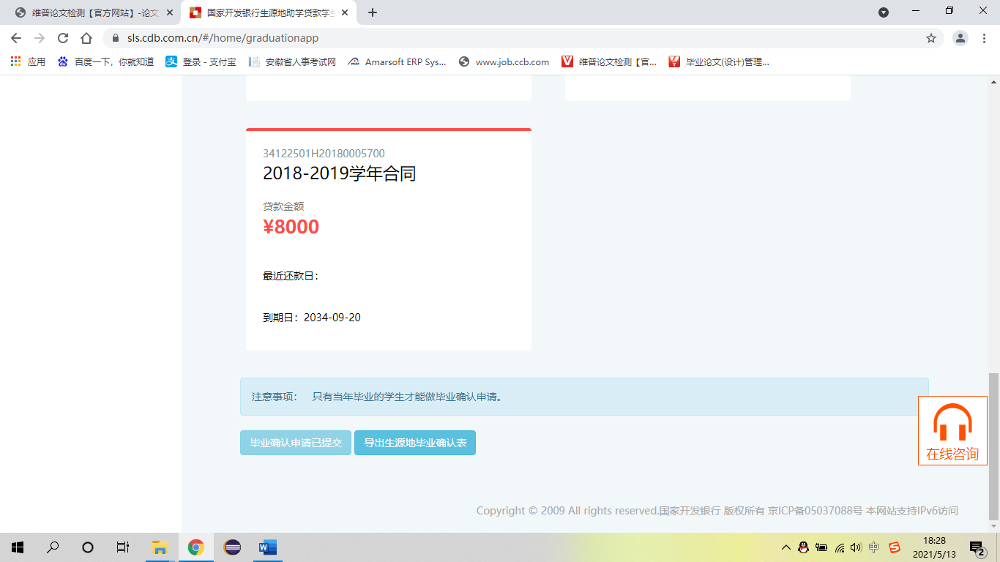 维普论文检测【官方网站】-论文
国家开发银行生源地助学贷款学生
sls.cdb.com.cn/#/home/graduationapp
应用
百度一下，你就知道
登录 - 支付宝
安徽省人事考试网
Amarsoft ERP Sys...
www.job.ccb.com
维普论文检测【官...
毕业论文(设计)管理...
34122501H20180005700
2018-2019学年合同
贷款金额
¥8000
最近还款日：
到期日：2034-09-20
注意事项： 只有当年毕业的学生才能做毕业确认申请。
毕业确认申请已提交
导出生源地毕业确认表
在线咨询
Copyright © 2009 All rights reserved.国家开发银行 版权所有 京ICP备05037088号 本网站支持IPv6访问
中
18:28
2021/5/13
2